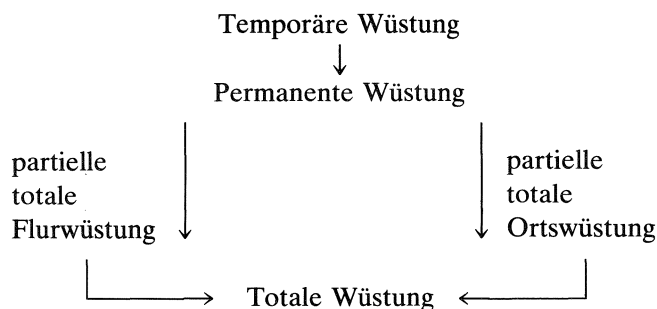 Temporäre Wüstung
Permanente Wüstung
partielle
totale
Flurwüstung
partielle
totale
Ortswüstung
Totale Wüstung